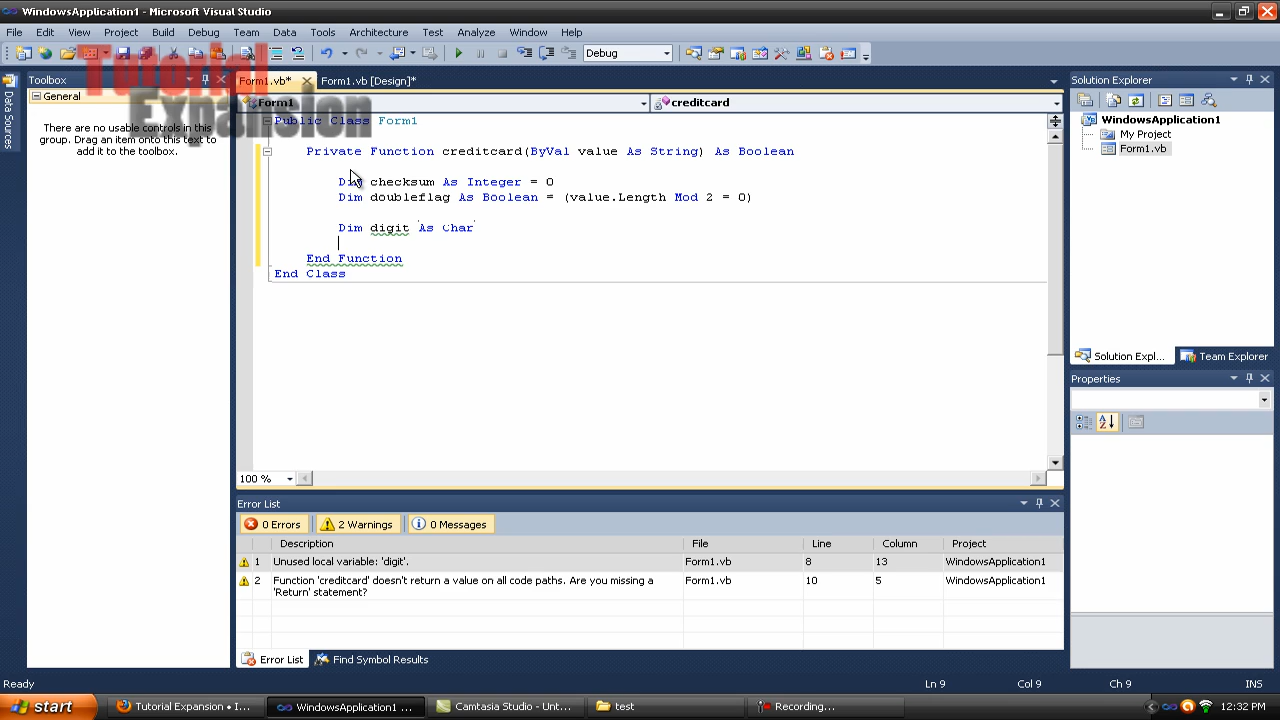 WindowsApplication1 - Microsoft Visual Studio
File Edit View Project Build Debug Team Data Tools Architecture Test Analyze Window Help
Debug
Tutorial
Expansion
Toolbox
Form1.vb* Form1.vb [Design]*
Solution Explorer
General
Form1 creditcard
There are no usable controls in this
group. Drag an item onto this text to
add it to the toolbox.
Data Sources
WindowsApplication1
My Project
Form1.vb
Public Class Form1
Private Function creditcard(ByVal value As String) As Boolean
Dim checksum As Integer = 0
Dim doubleflag As Boolean = (value.Length Mod 2 = 0)
Dim digit As Char
End Function
End Class
Solution Expl... Team Explorer
Properties
100 %
Error List
0 Errors 2 Warnings 0 Messages
Description File Line Column Project
1 Unused local variable: 'digit'. Form1.vb 8 13 WindowsApplication1
2 Function 'creditcard' doesn't return a value on all code paths. Are you missing a Form1.vb 10 5 WindowsApplication1
'Return' statement?
Error List Find Symbol Results
Ready Ln 9 Col 9 Ch 9 INS
start Tutorial Expansion • I... WindowsApplication1 ... Camtasia Studio - Unt... test Recording... 12:32 PM